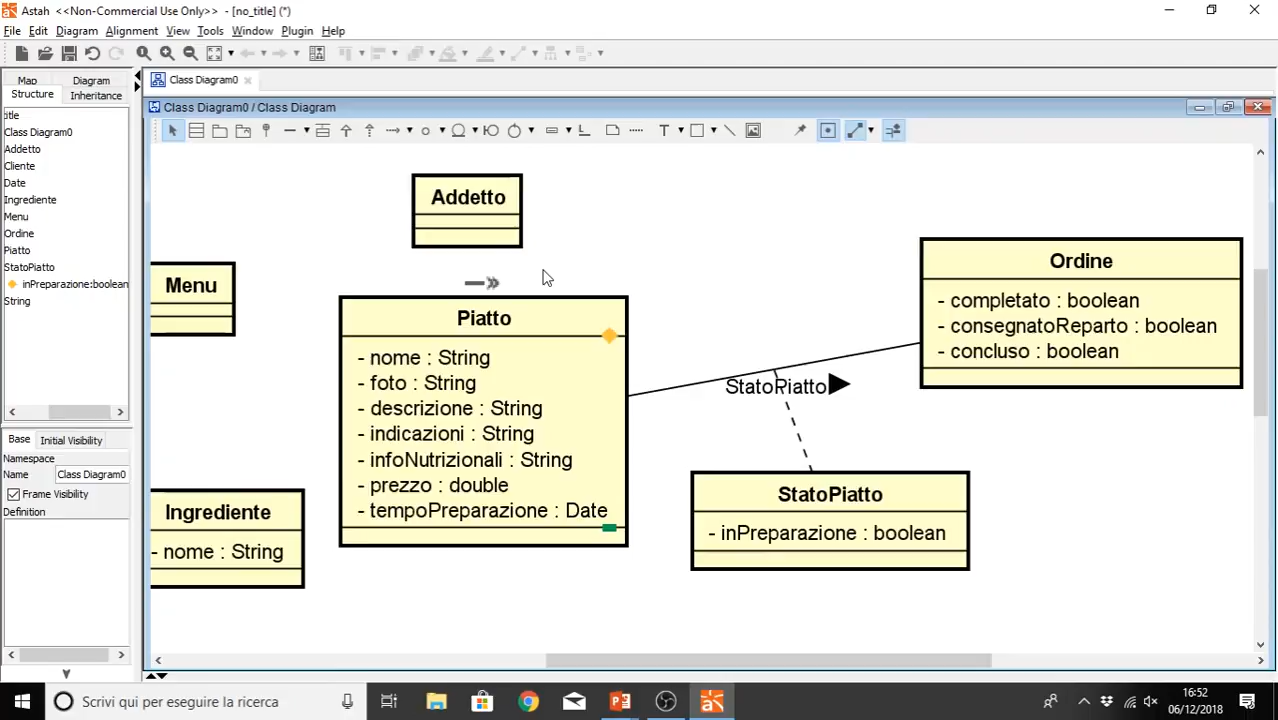 Astah <<Non-Commercial Use Only>> - [no_title] (*)
File Edit Diagram Alignment View Tools Window Plugin Help
Map Diagram
Structure Inheritance
Class Diagram0
Class Diagram0 / Class Diagram
T
itle
Class Diagram0
Addetto
Cliente
Date
Ingrediente
Menu
Ordine
Piatto
StatoPiatto
inPreparazione:boolean
String
Base Initial Visibility
Namespace
Name Class Diagram0
Frame Visibility
Definition
Addetto
Menu
Piatto
- nome : String
- foto : String
- descrizione : String
- indicazioni : String
- infoNutrizionali : String
- prezzo : double
- tempoPreparazione : Date
Ingrediente
- nome : String
StatoPiatto
Ordine
- completato : boolean
- consegnatoReparto : boolean
- concluso : boolean
StatoPiatto
- inPreparazione : boolean
Scrivi qui per eseguire la ricerca
16:52
06/12/2018